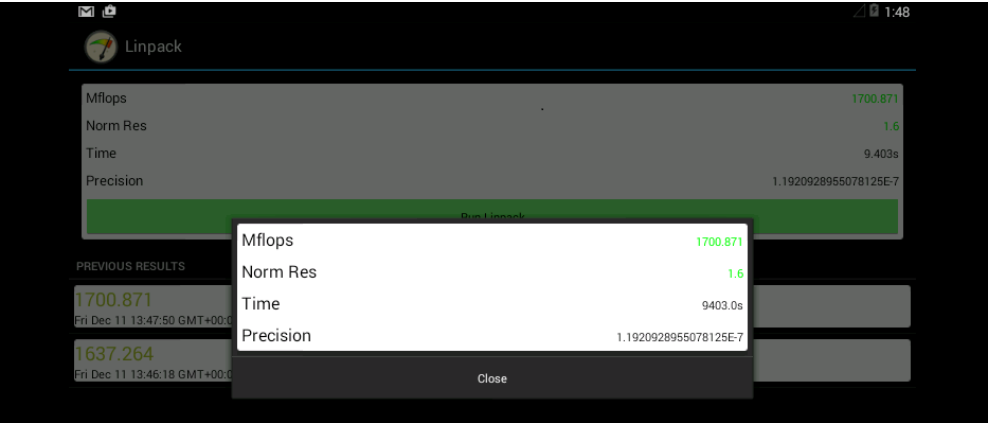 1:48
Linpack
Mflops 1700.871
Norm Res 1.6
Time 9.403s
Precision 1.1920928955078125E-7
Run Linpack
PREVIOUS RESULTS
1700.871
Fri Dec 11 13:47:50 GMT+00:0
1637.264
Fri Dec 11 13:46:18 GMT+00:0
Mflops 1700.871
Norm Res 1.6
Time 9403.0s
Precision 1.1920928955078125E-7
Close